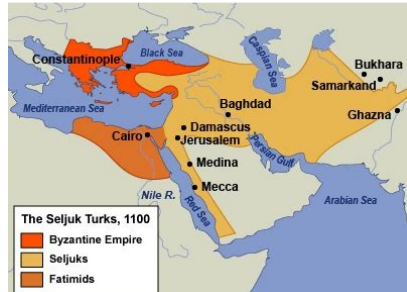 Black Sea
Constantinople
Caspian Sea
Bukhara
Samarkand
Mediterranean Sea
Baghdad
Ghazna
Damascus
Cairo
Jerusalem
Persian Gulf
Medina
Nile R.
Mecca
Red Sea
Arabian Sea
The Seljuk Turks, 1100
Byzantine Empire
Seljuks
Fatimids